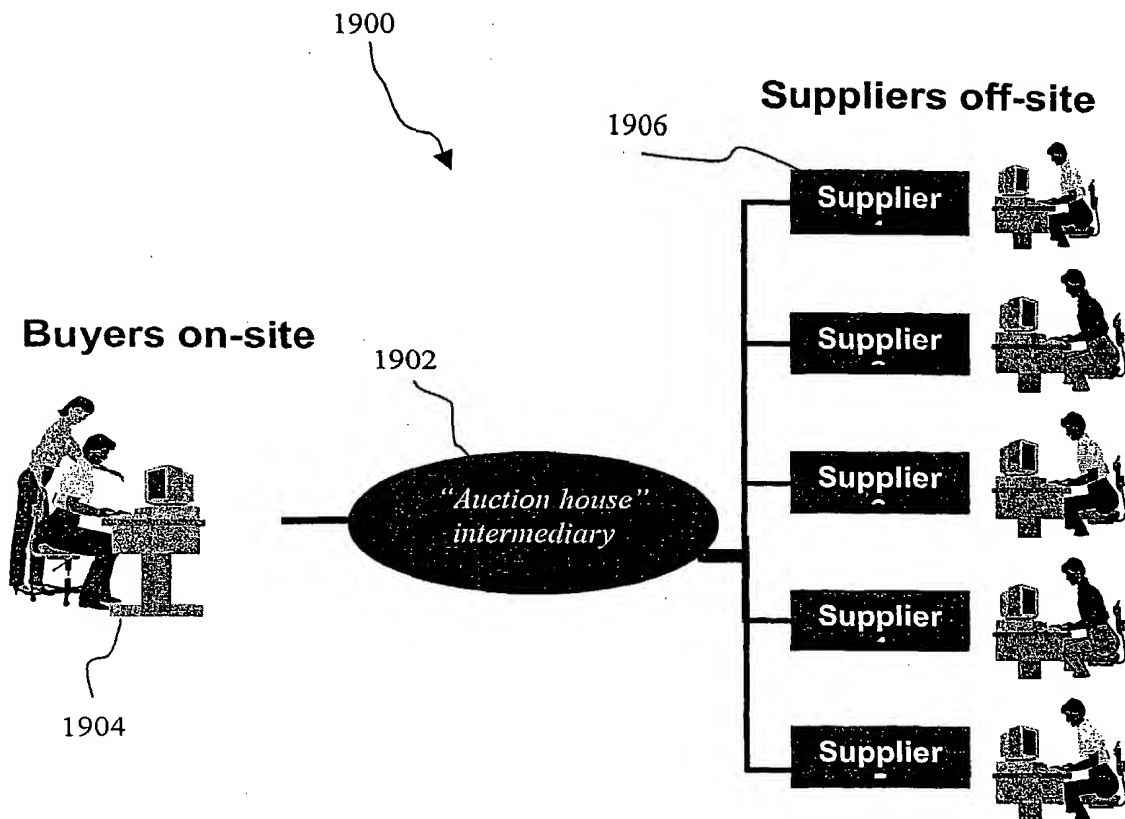 1900
Suppliers off-site
1906
Supplier
Supplier
Buyers on-site
1902
Supplier
"Auction house"
intermediary
Supplier
1904
Supplier